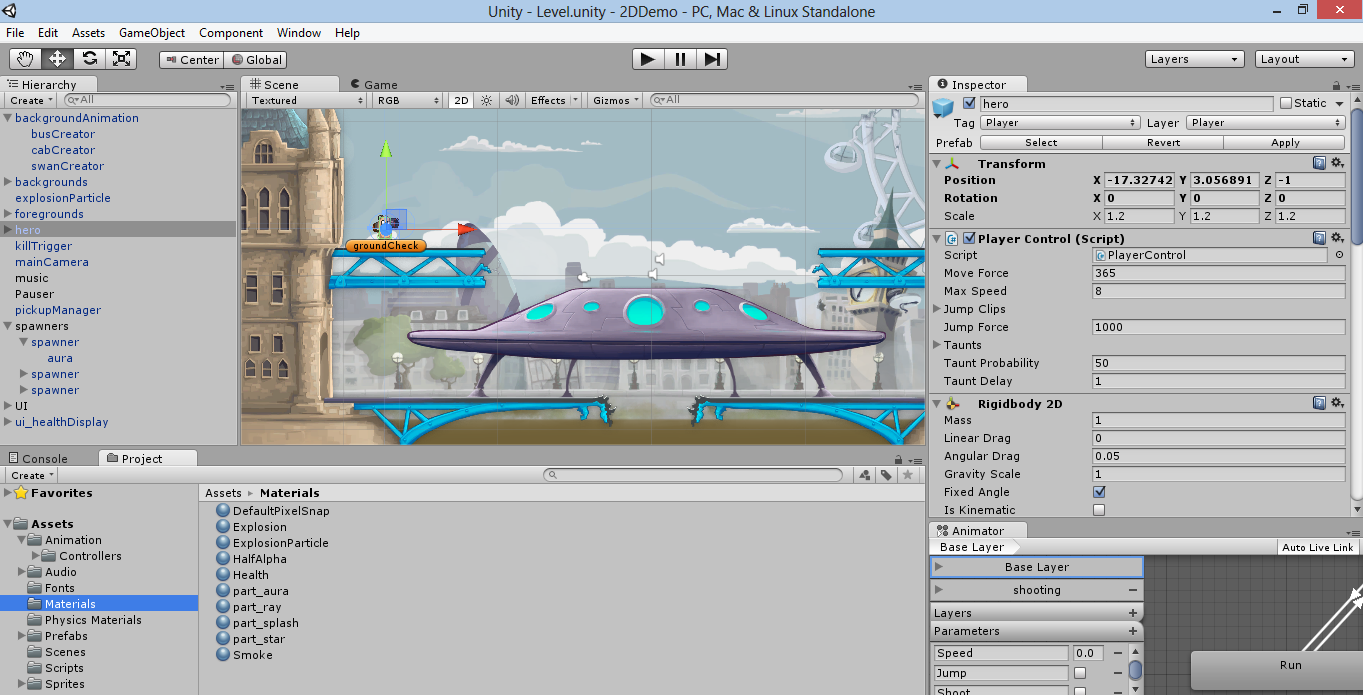 Unity - Level.unity - 2DDemo - PC, Mac & Linux Standalone
File Edit Assets GameObject Component Window Help
Center Global
Layers Layout
Hierarchy
Create All
backgroundAnimation
busCreator
cabCreator
swanCreator
backgrounds
explosionParticle
foregrounds
hero
killTrigger
mainCamera
music
Pauser
pickupManager
spawners
spawner
aura
spawner
spawner
UI
ui_healthDisplay
Scene Game
Textured RGB 2D Effects Gizmos All
groundCheck
Inspector
hero Static
Tag Player Layer Player
Prefab Select Revert Apply
Transform
Position X -17.32742 Y 3.056891 Z -1
Rotation X 0 Y 0 Z 0
Scale X 1.2 Y 1.2 Z 1.2
Player Control (Script)
Script PlayerControl
Move Force 365
Max Speed 8
Jump Clips
Jump Force 1000
Taunts
Taunt Probability 50
Taunt Delay 1
Rigidbody 2D
Mass 1
Linear Drag 0
Angular Drag 0.05
Gravity Scale 1
Fixed Angle
Is Kinematic
Console Project
Create
Favorites
Assets
Animation
Controllers
Audio
Fonts
Materials
Physics Materials
Prefabs
Scenes
Scripts
Sprites
Assets Materials
DefaultPixelSnap
Explosion
ExplosionParticle
HalfAlpha
Health
part_aura
part_ray
part_splash
part_star
Smoke
Animator
Base Layer Auto Live Link
Base Layer
shooting
Layers
Parameters
Speed 0.0
Jump
Shoot
Run